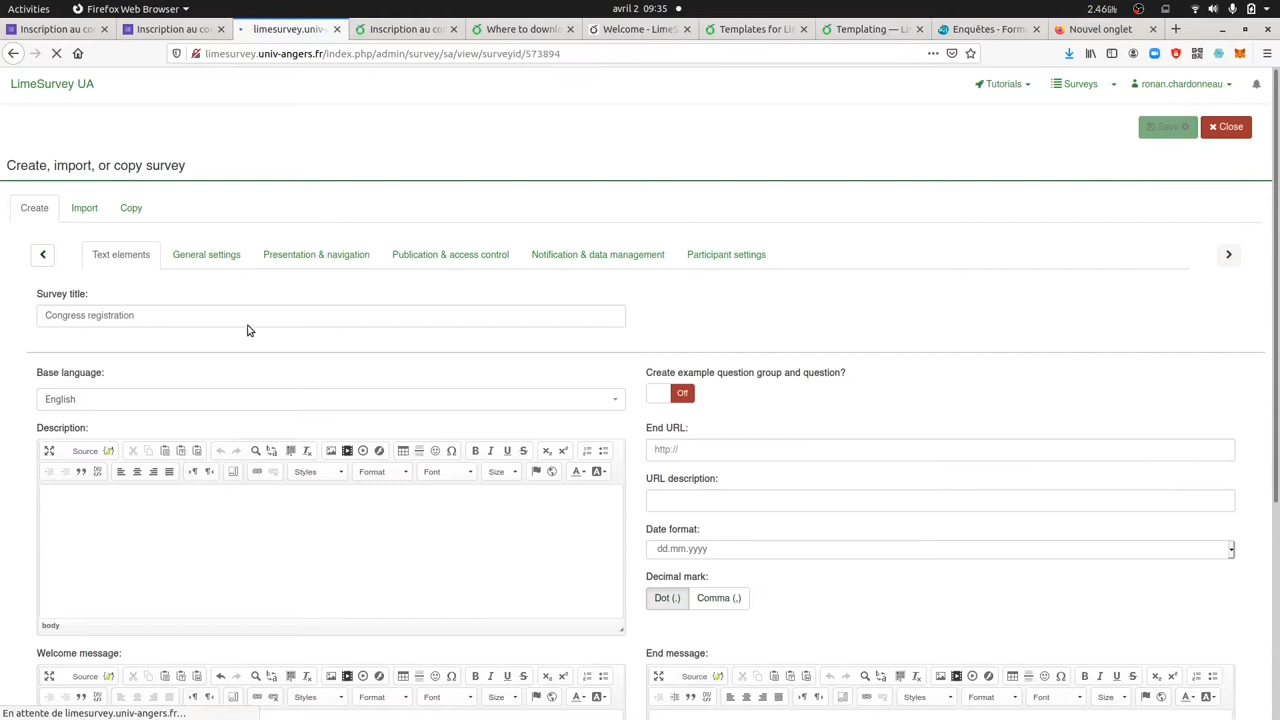 Activities Firefox Web Browser avril 2 09:35 2.46GiB
Inscription au co limesurvey.univ- Inscription au co Where to downlo Welcome - LimeS Templates for Lim Templating — Li Enquêtes - Form Nouvel onglet
limesurvey.univ-angers.fr/index.php/admin/survey/sa/view/surveyid/573894
LimeSurvey UA Tutorials Surveys ronan.chardonneau
Save Close
Create, import, or copy survey
Create Import Copy
Text elements General settings Presentation & navigation Publication & access control Notification & data management Participant settings
Survey title:
Congress registration
Base language: Create example question group and question?
English Off
Description: End URL:
Source http://
Styles Format Font Size
URL description:
Date format:
dd.mm.yyyy
Decimal mark:
Dot (.) Comma (,)
body
Welcome message: End message:
Source Source
Styles Format Font Size Styles Format Font Size
En attente de limesurvey.univ-angers.fr...